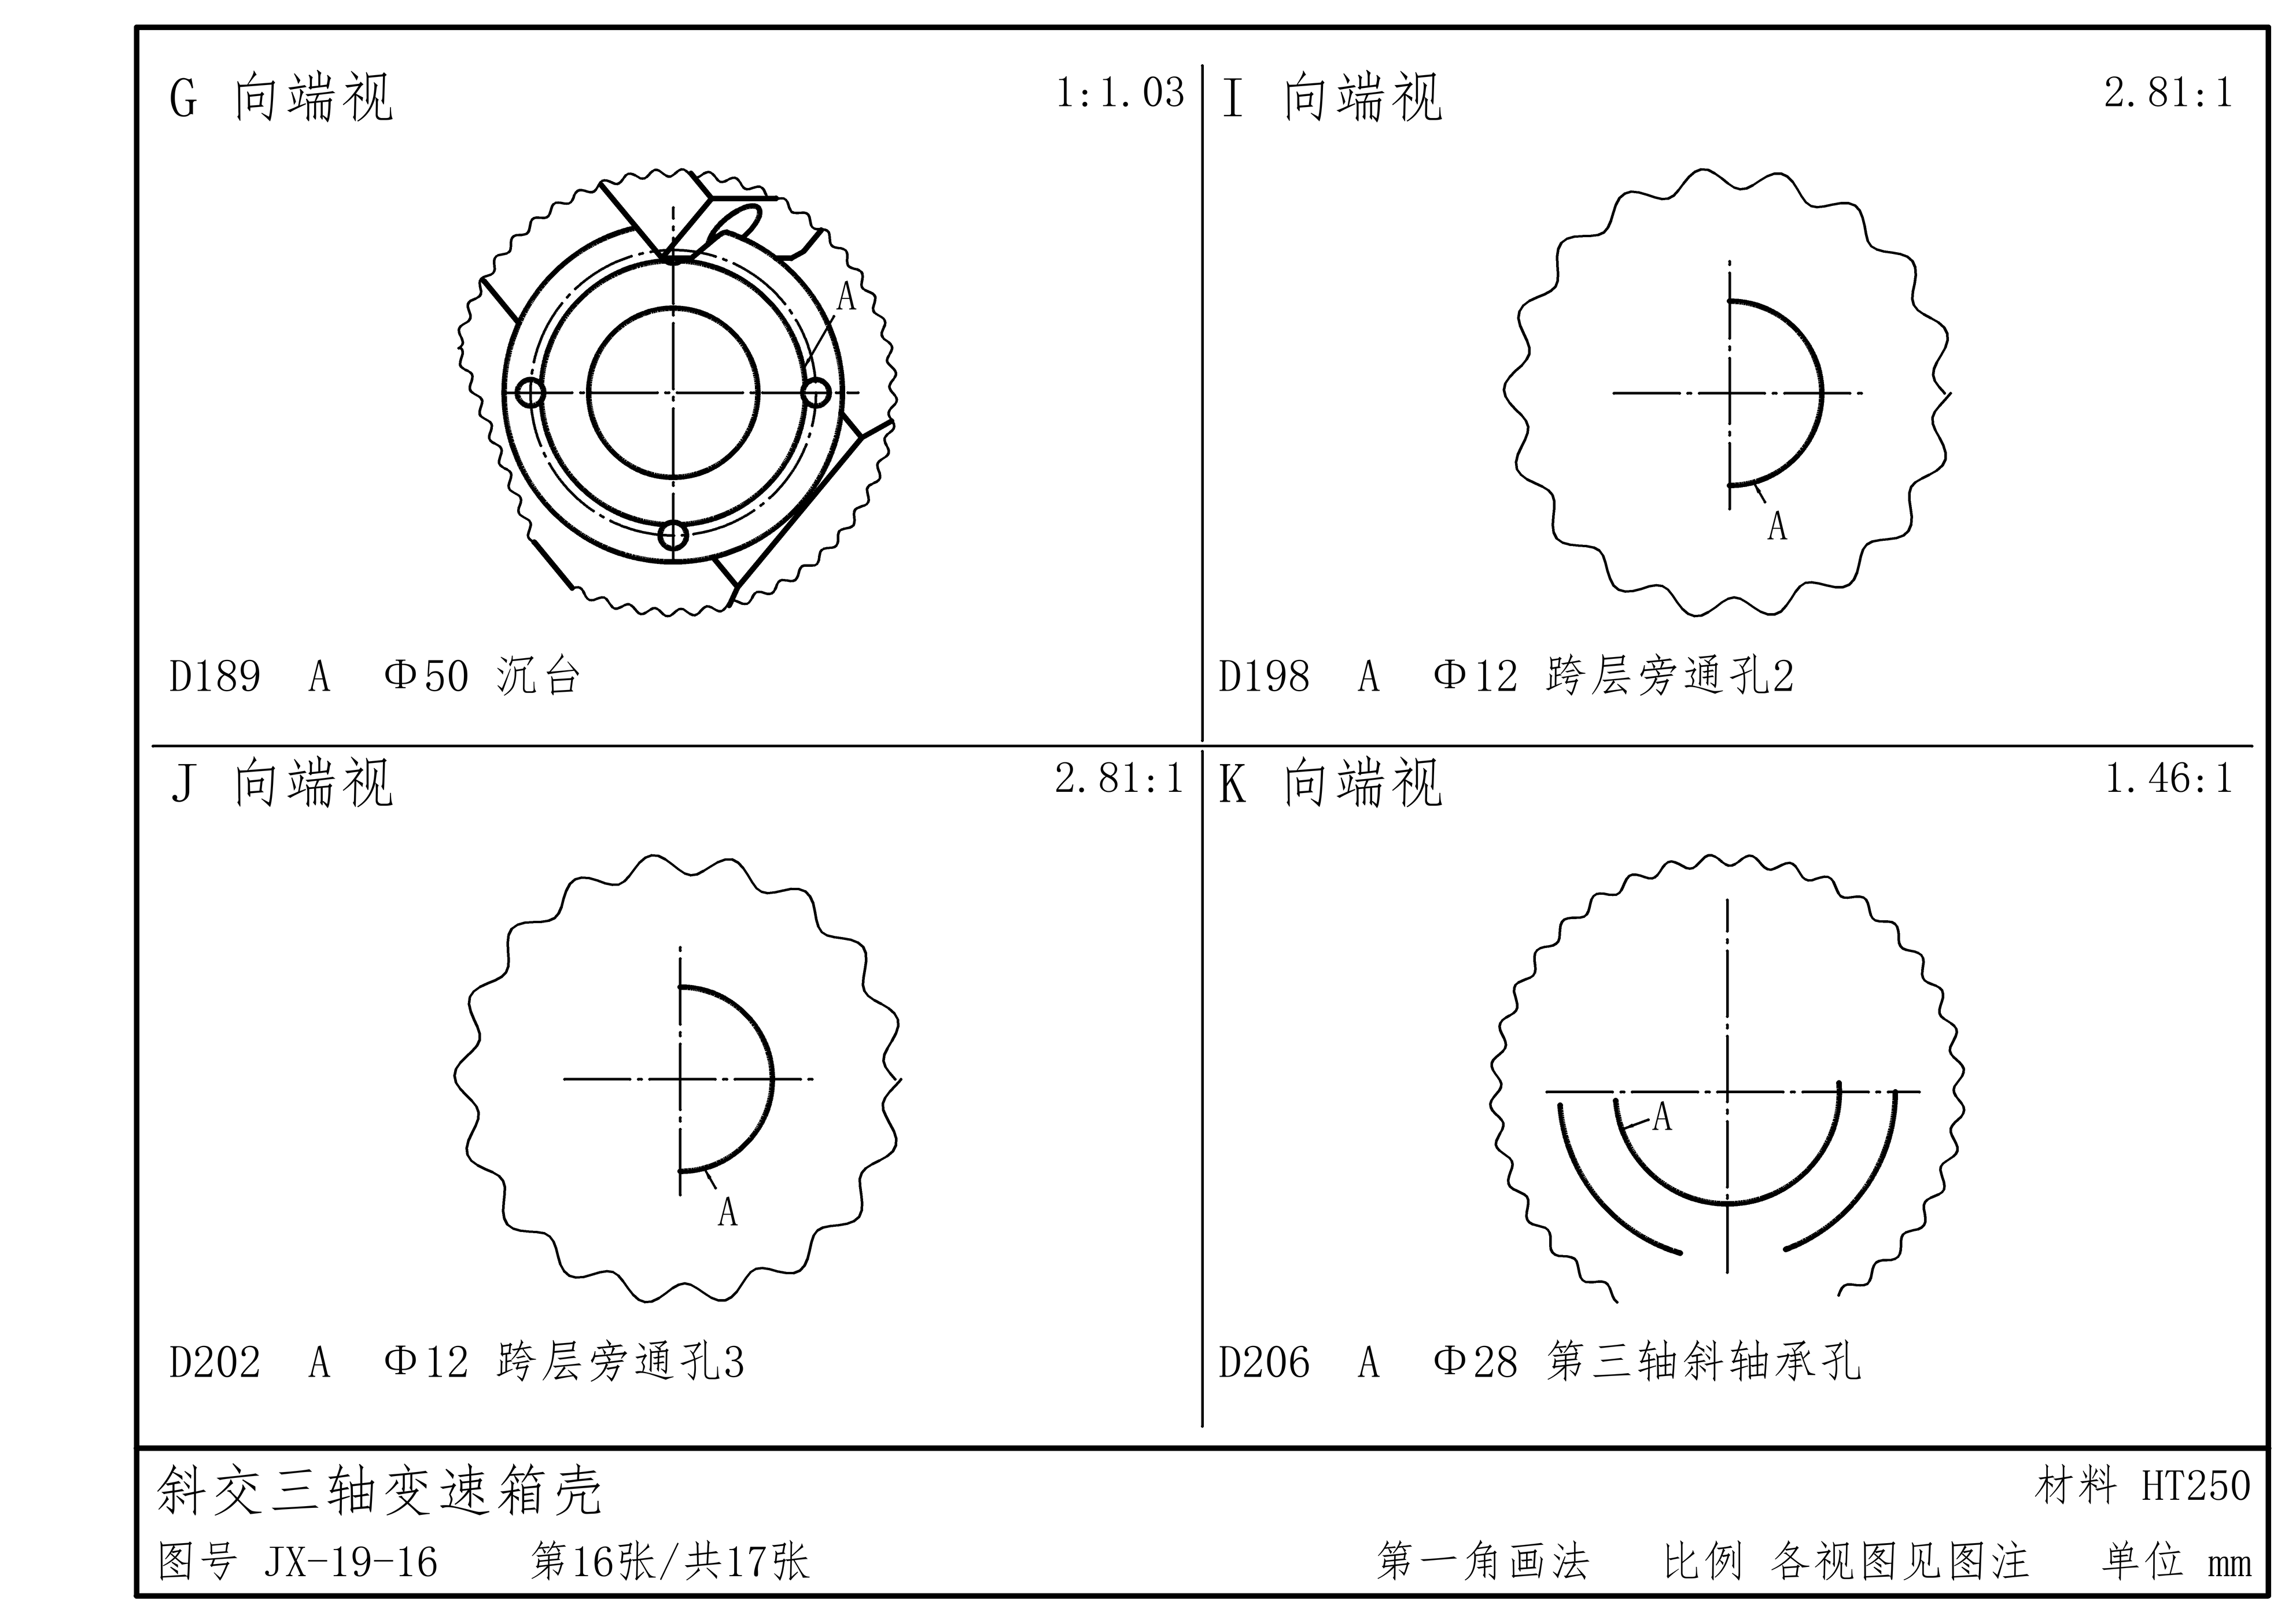 G 向端视 1:1.03
A
D189 A Φ50 沉台
I 向端视 2.81:1
A
D198 A Φ12 跨层旁通孔2
J 向端视 2.81:1
A
D202 A Φ12 跨层旁通孔3
K 向端视 1.46:1
A
D206 A Φ28 第三轴斜轴承孔
斜交三轴变速箱壳 材料 HT250
图号 JX-19-16 第16张/共17张 第一角画法 比例 各视图见图注 单位 mm